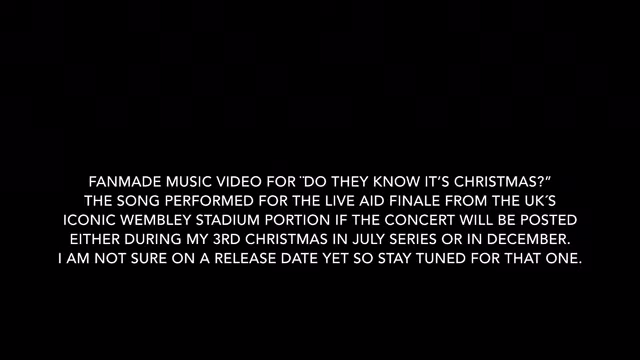 FANMADE MUSIC VIDEO FOR ¨DO THEY KNOW IT'S CHRISTMAS?”
THE SONG PERFORMED FOR THE LIVE AID FINALE FROM THE UK´S
ICONIC WEMBLEY STADIUM PORTION IF THE CONCERT WILL BE POSTED
EITHER DURING MY 3RD CHRISTMAS IN JULY SERIES OR IN DECEMBER.
I AM NOT SURE ON A RELEASE DATE YET SO STAY TUNED FOR THAT ONE.